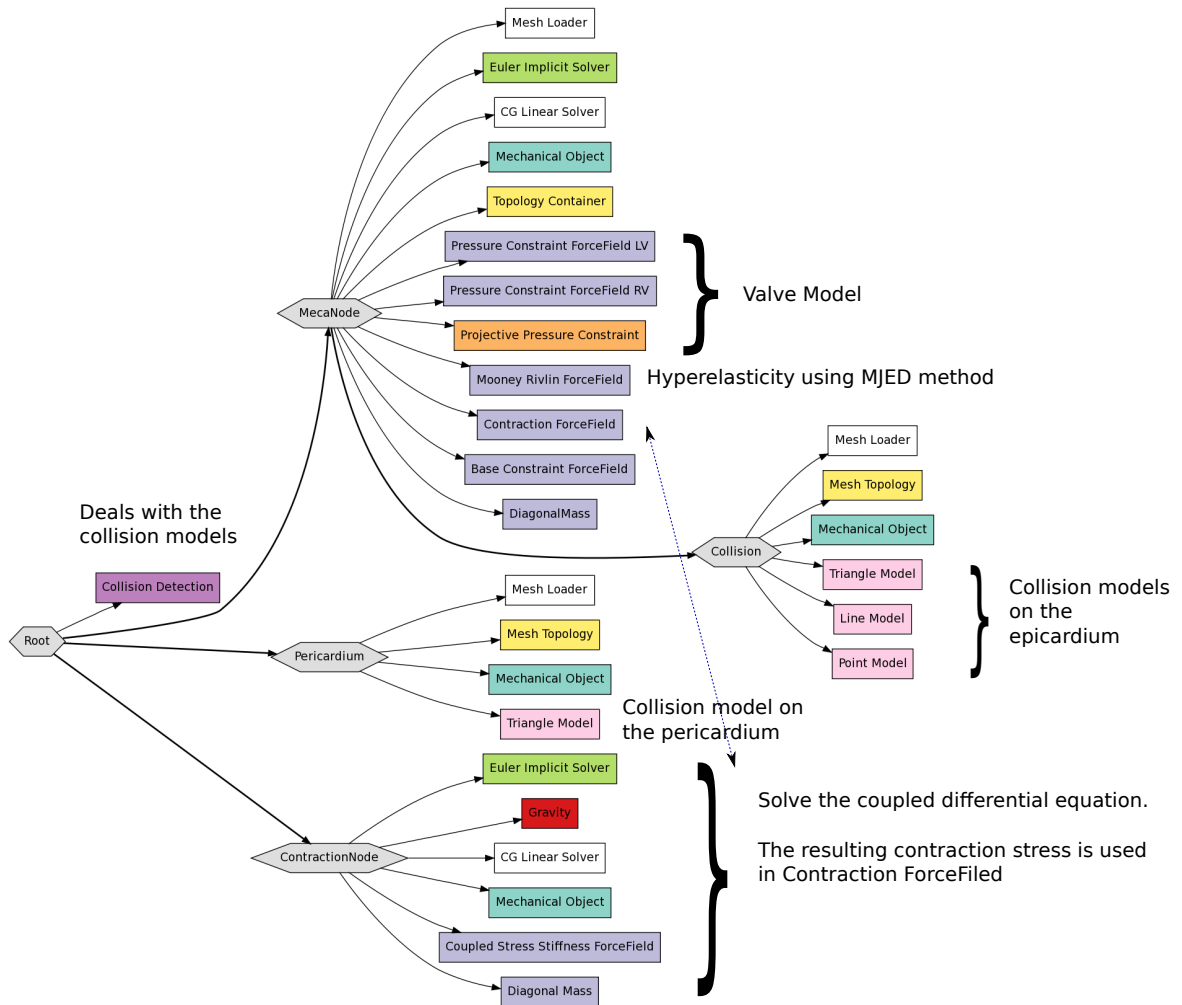 Mesh Loader
Euler Implicit Solver
CG Linear Solver
Mechanical Object
Topology Container
Pressure Constraint ForceField LV
Pressure Constraint ForceField RV
Projective Pressure Constraint
Valve Model
MecaNode
Mooney Rivlin ForceField
Hyperelasticity using MJED method
Contraction ForceField
Base Constraint ForceField
DiagonalMass
Mesh Loader
Mesh Topology
Mechanical Object
Collision
Triangle Model
Line Model
Point Model
Collision models
on the
epicardium
Deals with the
collision models
Collision Detection
Root
Mesh Loader
Mesh Topology
Pericardium
Mechanical Object
Triangle Model
Collision model on
the pericardium
Euler Implicit Solver
Gravity
ContractionNode
CG Linear Solver
Mechanical Object
Coupled Stress Stiffness ForceField
Diagonal Mass
Solve the coupled differential equation.
The resulting contraction stress is used
in Contraction ForceFiled